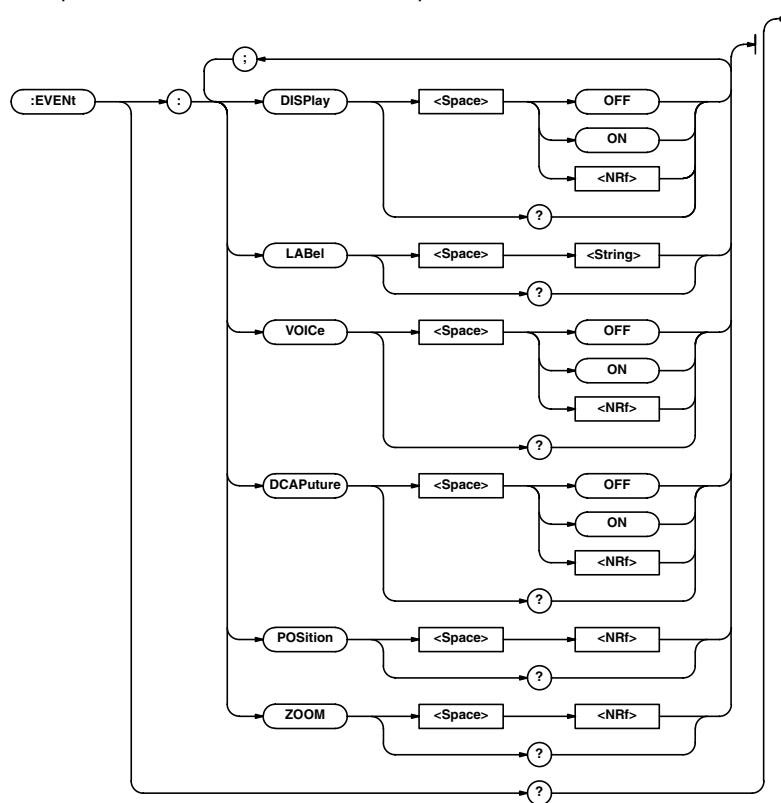 ;
:EVENt : DISPlay <Space> OFF
ON
<NRf>
?
LABel <Space> <String>
?
VOICe <Space> OFF
ON
<NRf>
?
DCAPuture <Space> OFF
ON
<NRf>
?
POSition <Space> <NRf>
?
ZOOM <Space> <NRf>
?
?